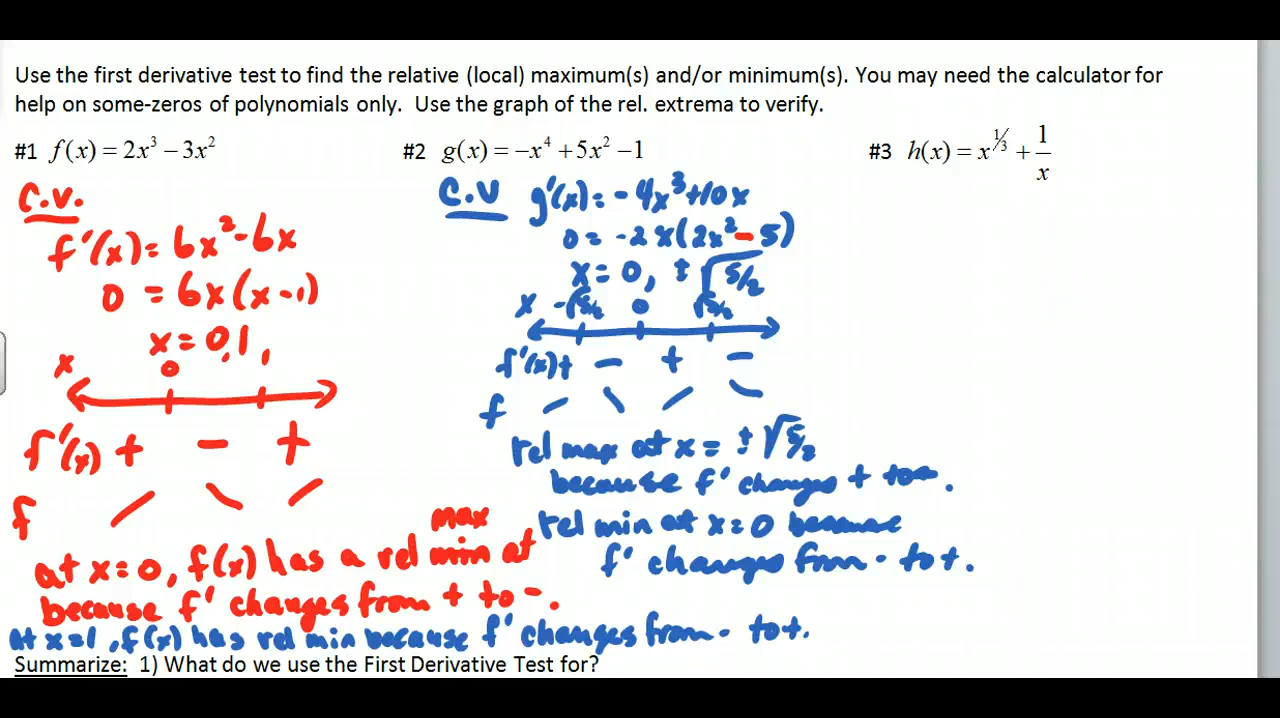 Use the first derivative test to find the relative (local) maximum(s) and/or minimum(s). You may need the calculator for
help on some-zeros of polynomials only. Use the graph of the rel. extrema to verify.
#1 f(x) = 2x³ − 3x²
C.V.
f'(x) = 6x² - 6x
0 = 6x(x - 1)
x = 0, 1,
x 0
f'(x) + − +
f
max
at x = 0, f(x) has a rel min at
because f' changes from + to -.
at x = 1, f(x) has rel min because f' changes from - to +.
#2 g(x) = −x⁴ + 5x² − 1
C.V g'(x) = -4x³ + 10x
0 = -2x(2x² - 5)
x = 0, ± √5/2
x -√5/2 0 √5/2
f'(x) + − + −
f
rel max at x = ± √5/2
because f' changes + to -.
rel min at x = 0 because
f' changes from - to +.
#3 h(x) = x^{1/3} + 1/x
Summarize: 1) What do we use the First Derivative Test for?